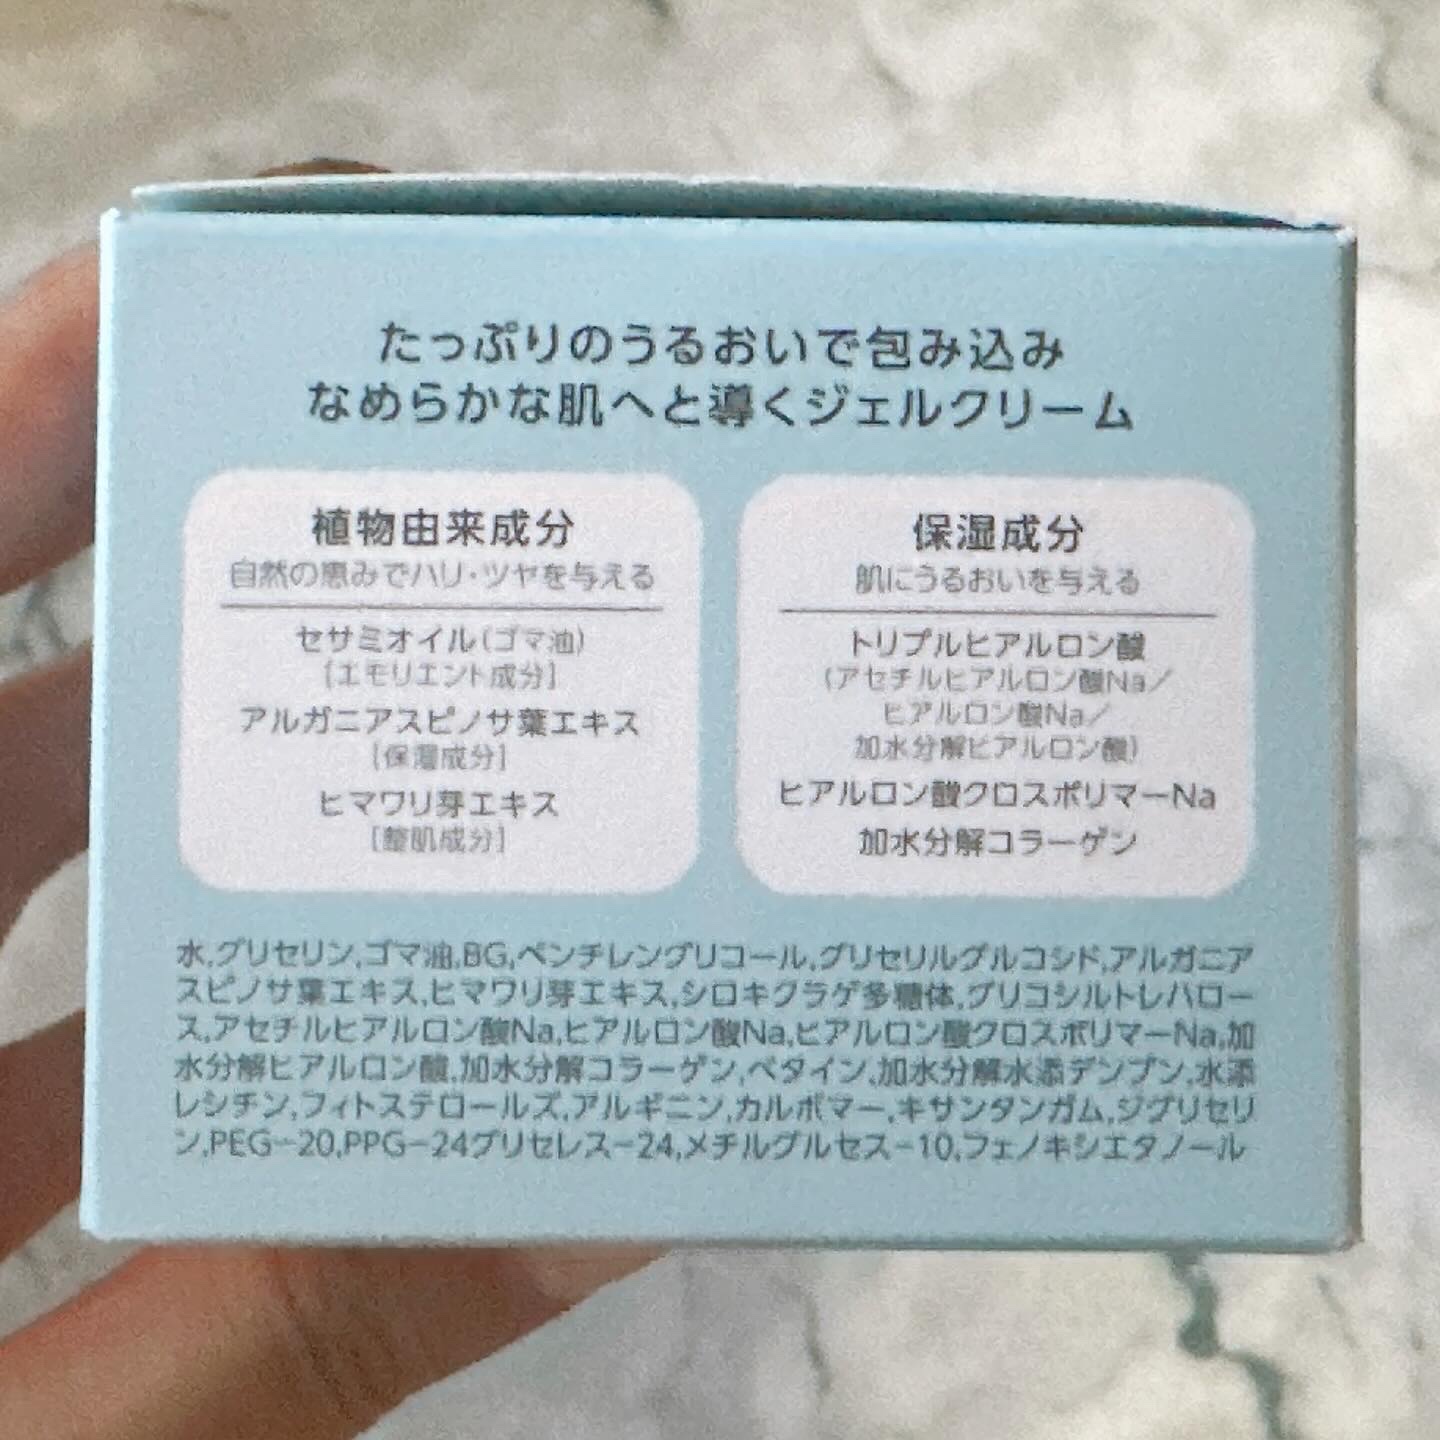 たっぷりのうるおいで包み込み
なめらかな肌へと導くジェルクリーム
植物由来成分
自然の恵みでハリ・ツヤを与える
セサミオイル(ゴマ油)
[エモリエント成分]
アルガニアスピノサ葉エキス
[保湿成分]
ヒマワリ芽エキス
[整肌成分]
保湿成分
肌にうるおいを与える
トリプルヒアルロン酸
(アセチルヒアルロン酸Na/
ヒアルロン酸Na/
加水分解ヒアルロン酸)
ヒアルロン酸クロスポリマーNa
加水分解コラーゲン
水,グリセリン,ゴマ油,BG,ペンチレングリコール,グリセリルグルコシド,アルガニア
スピノサ葉エキス,ヒマワリ芽エキス,シロキクラゲ多糖体,グリコシルトレハロー
ス,アセチルヒアルロン酸Na,ヒアルロン酸Na,ヒアルロン酸クロスポリマーNa,加
水分解ヒアルロン酸,加水分解コラーゲン,ベタイン,加水分解水添デンプン,水添
レシチン,フィトステロールズ,アルギニン,カルボマー,キサンタンガム,ジグリセリ
ン,PEG-20,PPG-24グリセレス-24,メチルグルセス-10,フェノキシエタノール